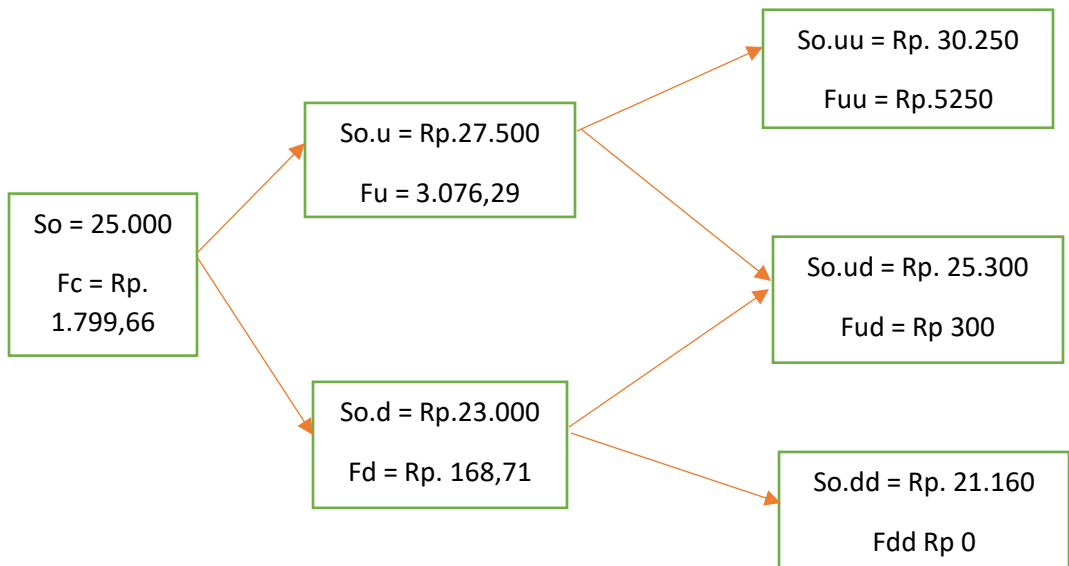 So = 25.000
Fc = Rp.
1.799,66
So.u = Rp.27.500
Fu = 3.076,29
So.d = Rp.23.000
Fd = Rp. 168,71
So.uu = Rp. 30.250
Fuu = Rp.5250
So.ud = Rp. 25.300
Fud = Rp 300
So.dd = Rp. 21.160
Fdd Rp 0